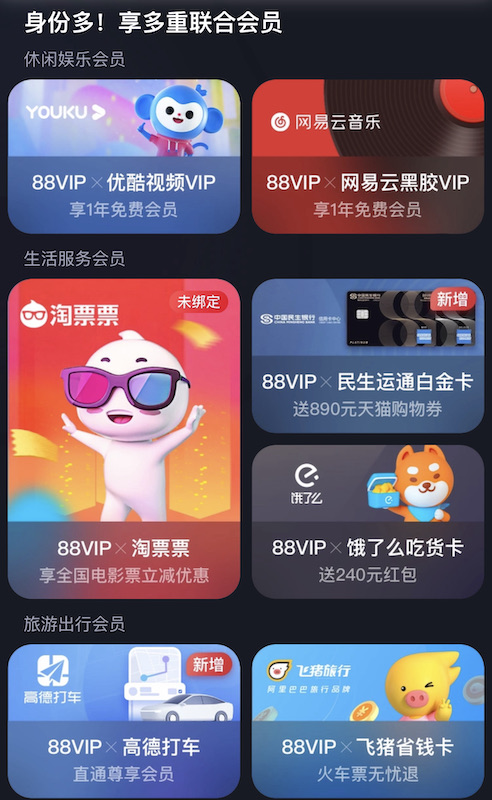 身份多！享多重联合会员
休闲娱乐会员
YOUKU
88VIP×优酷视频VIP
享1年免费会员
网易云音乐
88VIP×网易云黑胶VIP
享1年免费会员
生活服务会员
淘票票
未绑定
88VIP×淘票票
享全国电影票立减优惠
中国民生银行
信用卡中心
新增
88VIP×民生运通白金卡
送890元天猫购物券
饿了么
88VIP×饿了么吃货卡
送240元红包
旅游出行会员
高德打车
新增
88VIP×高德打车
直通尊享会员
飞猪旅行
阿里巴巴旅行品牌
88VIP×飞猪省钱卡
火车票无忧退